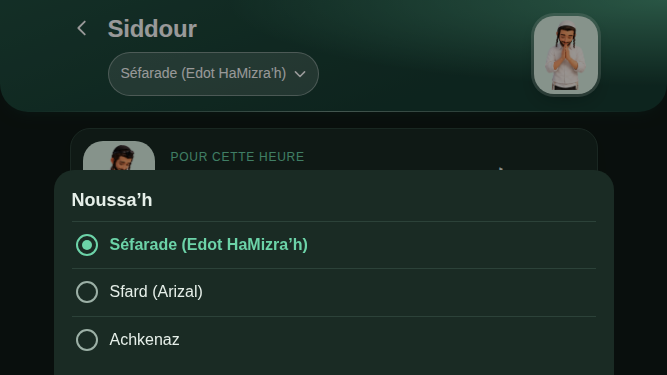 Siddour
Séfarade (Edot HaMizra’h)
POUR CETTE HEURE
Noussa’h
Séfarade (Edot HaMizra’h)
Sfard (Arizal)
Achkenaz